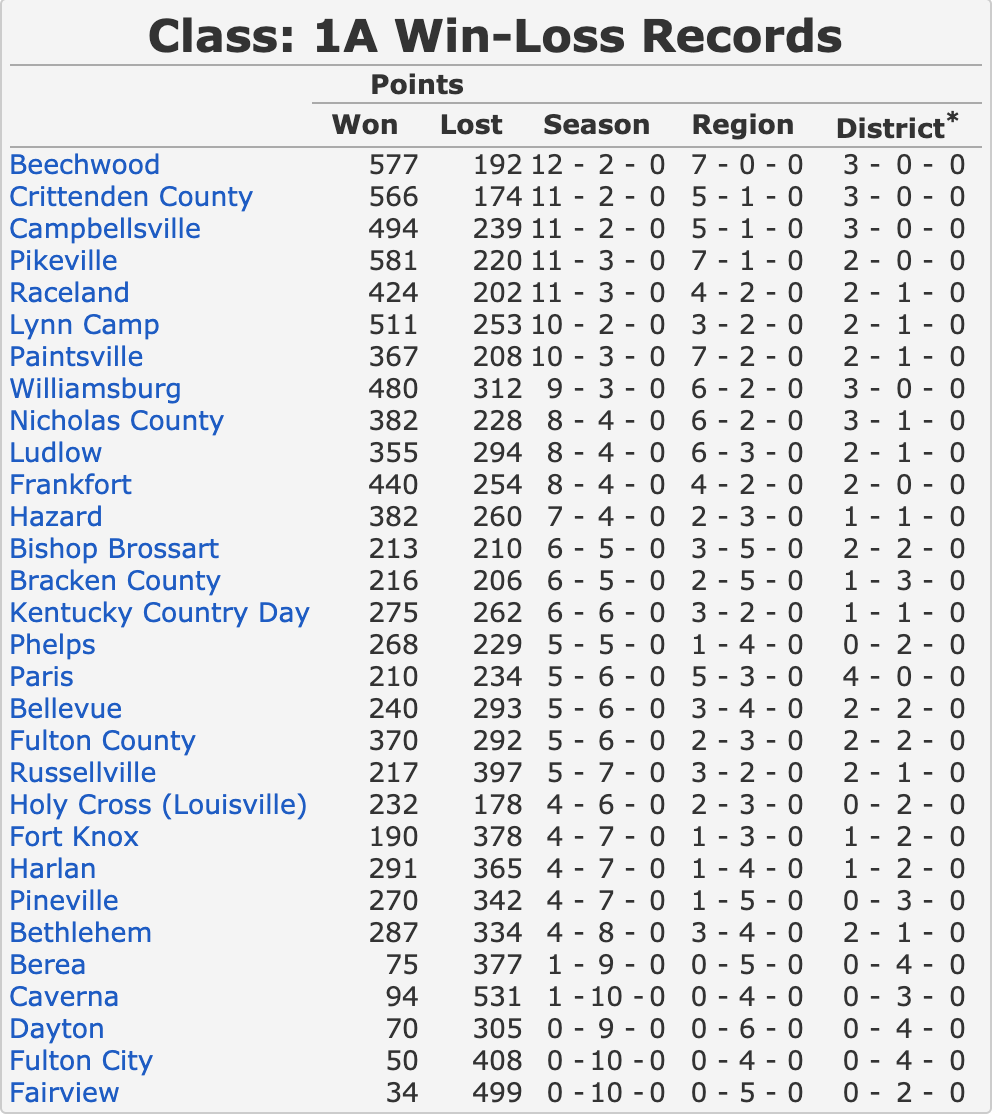 Class: 1A Win-Loss Records
Points
Won Lost Season Region District*
Beechwood 577 192 12 - 2 - 0 7 - 0 - 0 3 - 0 - 0
Crittenden County 566 174 11 - 2 - 0 5 - 1 - 0 3 - 0 - 0
Campbellsville 494 239 11 - 2 - 0 5 - 1 - 0 3 - 0 - 0
Pikeville 581 220 11 - 3 - 0 7 - 1 - 0 2 - 0 - 0
Raceland 424 202 11 - 3 - 0 4 - 2 - 0 2 - 1 - 0
Lynn Camp 511 253 10 - 2 - 0 3 - 2 - 0 2 - 1 - 0
Paintsville 367 208 10 - 3 - 0 7 - 2 - 0 2 - 1 - 0
Williamsburg 480 312 9 - 3 - 0 6 - 2 - 0 3 - 0 - 0
Nicholas County 382 228 8 - 4 - 0 6 - 2 - 0 3 - 1 - 0
Ludlow 355 294 8 - 4 - 0 6 - 3 - 0 2 - 1 - 0
Frankfort 440 254 8 - 4 - 0 4 - 2 - 0 2 - 0 - 0
Hazard 382 260 7 - 4 - 0 2 - 3 - 0 1 - 1 - 0
Bishop Brossart 213 210 6 - 5 - 0 3 - 5 - 0 2 - 2 - 0
Bracken County 216 206 6 - 5 - 0 2 - 5 - 0 1 - 3 - 0
Kentucky Country Day 275 262 6 - 6 - 0 3 - 2 - 0 1 - 1 - 0
Phelps 268 229 5 - 5 - 0 1 - 4 - 0 0 - 2 - 0
Paris 210 234 5 - 6 - 0 5 - 3 - 0 4 - 0 - 0
Bellevue 240 293 5 - 6 - 0 3 - 4 - 0 2 - 2 - 0
Fulton County 370 292 5 - 6 - 0 2 - 3 - 0 2 - 2 - 0
Russellville 217 397 5 - 7 - 0 3 - 2 - 0 2 - 1 - 0
Holy Cross (Louisville) 232 178 4 - 6 - 0 2 - 3 - 0 0 - 2 - 0
Fort Knox 190 378 4 - 7 - 0 1 - 3 - 0 1 - 2 - 0
Harlan 291 365 4 - 7 - 0 1 - 4 - 0 1 - 2 - 0
Pineville 270 342 4 - 7 - 0 1 - 5 - 0 0 - 3 - 0
Bethlehem 287 334 4 - 8 - 0 3 - 4 - 0 2 - 1 - 0
Berea 75 377 1 - 9 - 0 0 - 5 - 0 0 - 4 - 0
Caverna 94 531 1 - 10 - 0 0 - 4 - 0 0 - 3 - 0
Dayton 70 305 0 - 9 - 0 0 - 6 - 0 0 - 4 - 0
Fulton City 50 408 0 - 10 - 0 0 - 4 - 0 0 - 4 - 0
Fairview 34 499 0 - 10 - 0 0 - 5 - 0 0 - 2 - 0